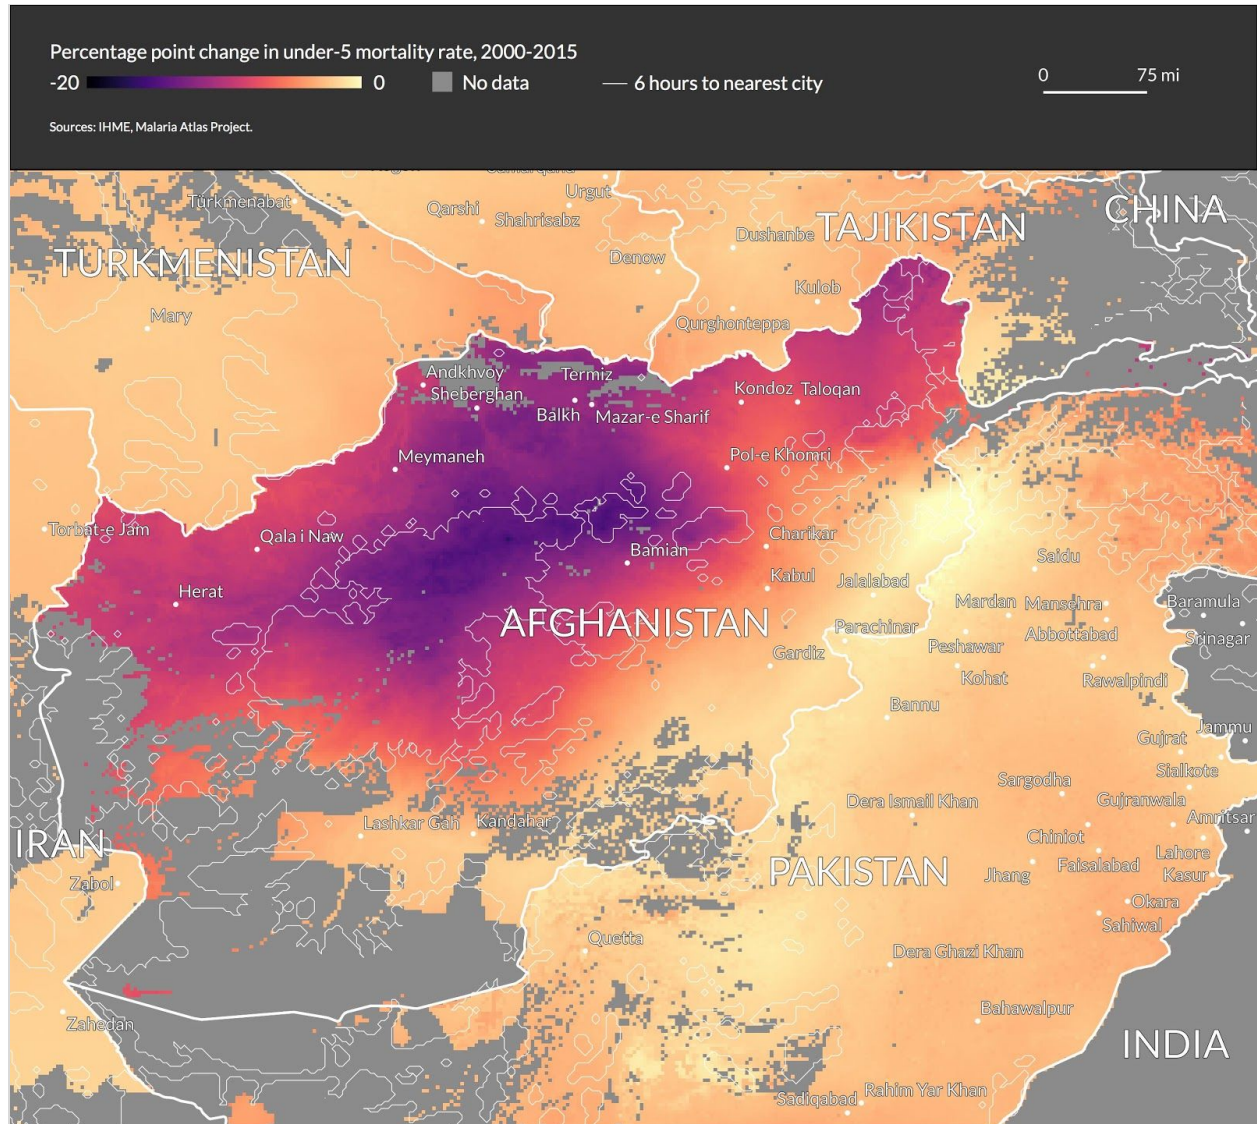 Percentage point change in under-5 mortality rate, 2000-2015
-20 0 No data 6 hours to nearest city
0 75 mi
Sources: IHME, Malaria Atlas Project.
Urgut
Türkmenabat
Qarshi
Shahrisabz
CHINA
TAJIKISTAN
Dushanbe
TURKMENISTAN
Denow
Kulob
Mary
Qurghonteppa
Andkhvoy
Termiz
Sheberghan
Kondoz
Taloqan
Balkh
Mazar-e Sharif
Meymaneh
Pol-e Khomri
Torbat-e Jam
Qala i Naw
Charikar
Bamian
Saidu
Kabul
Jalalabad
Herat
Mardan
Mansehra
Baramula
AFGHANISTAN
Parachinar
Abbottabad
Srinagar
Peshawar
Gardiz
Kohat
Rawalpindi
Bannu
Jammu
Gujrat
Sialkote
Sargodha
Dera Ismail Khan
Gujranwala
Lashkar Gah
Kandahar
Amritsar
IRAN
Chiniot
Lahore
Faisalabad
PAKISTAN
Jhang
Kasur
Zabol
Okara
Sahiwal
Quetta
Dera Ghazi Khan
Bahawalpur
Zahedan
INDIA
Rahim Yar Khan
Sadiqabad